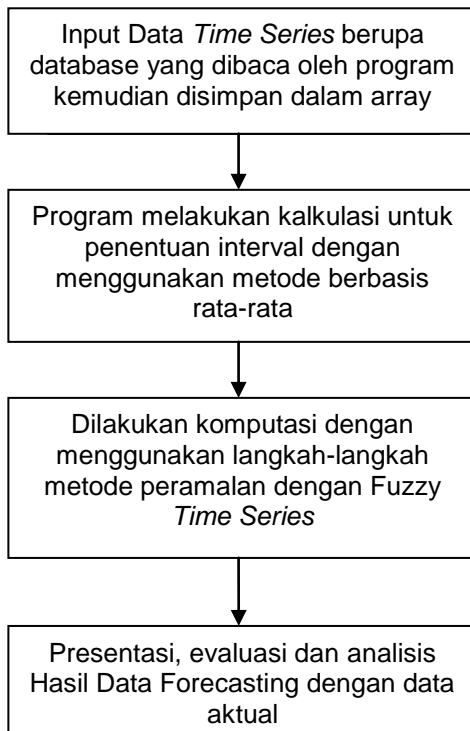 Input Data Time Series berupa
database yang dibaca oleh program
kemudian disimpan dalam array
Program melakukan kalkulasi untuk
penentuan interval dengan
menggunakan metode berbasis
rata-rata
Dilakukan komputasi dengan
menggunakan langkah-langkah
metode peramalan dengan Fuzzy
Time Series
Presentasi, evaluasi dan analisis
Hasil Data Forecasting dengan data
aktual